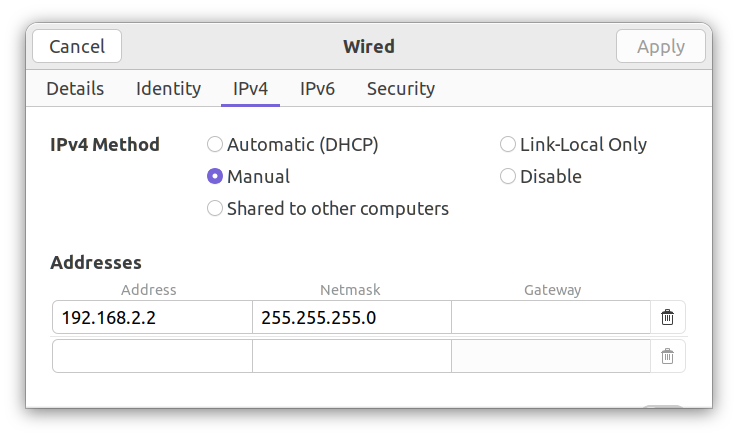 Cancel Wired Apply
Details Identity IPv4 IPv6 Security
IPv4 Method Automatic (DHCP) Link-Local Only
Manual Disable
Shared to other computers
Addresses
Address Netmask Gateway
192.168.2.2 255.255.255.0